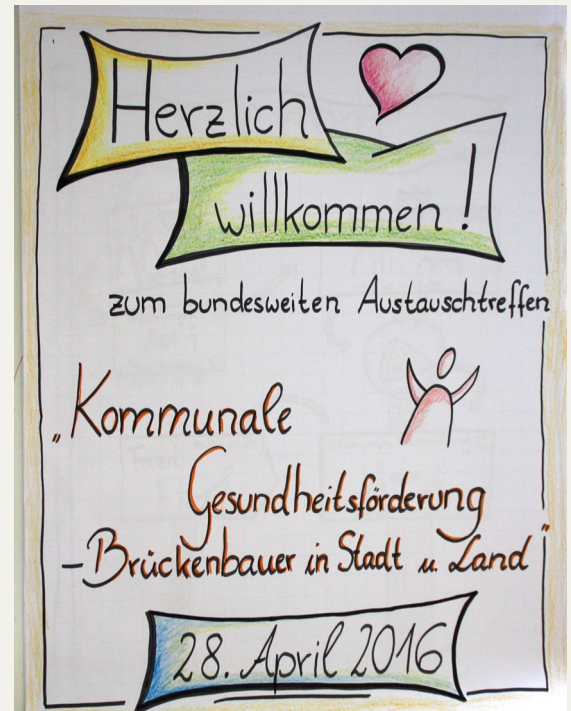 Herzlich
willkommen!
zum bundesweiten Austauschtreffen
„Kommunale
Gesundheitsförderung
– Brückenbauer in Stadt u. Land"
28. April 2016